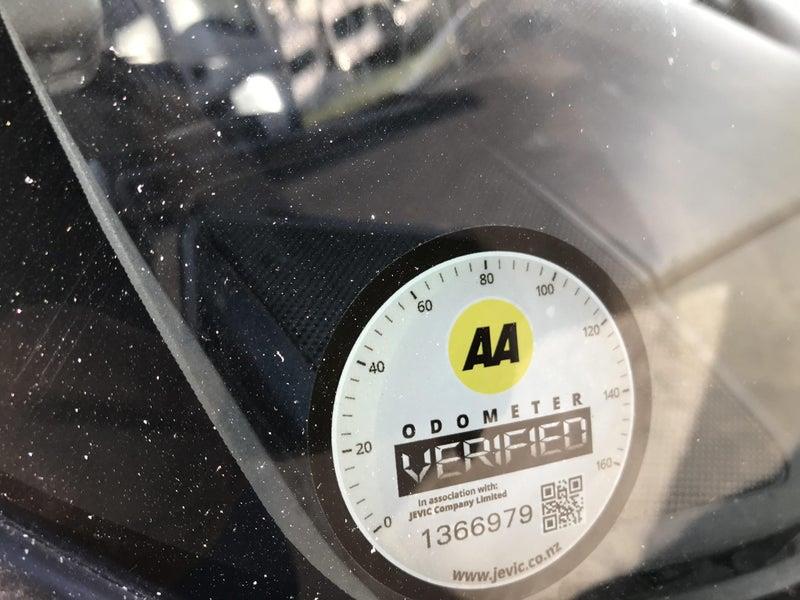 0
20
40
60
80
100
120
140
160
AA
ODOMETER
VERIFIED
In association with:
JEVIC Company Limited
1366979
www.jevic.co.nz